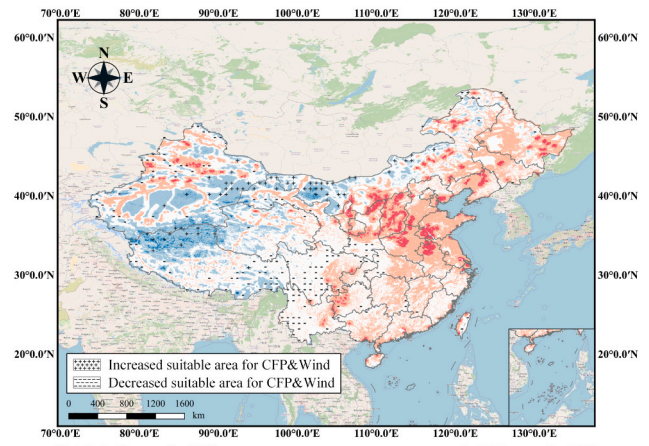 70°0.0'E 80°0.0'E 90°0.0'E 100°0.0'E 110°0.0'E 120°0.0'E 130°0.0'E
60°0.0'N 60°0.0'N
N
W E
S
50°0.0'N 50°0.0'N
40°0.0'N 40°0.0'N
30°0.0'N 30°0.0'N
20°0.0'N 20°0.0'N
Increased suitable area for CFP&Wind
Decreased suitable area for CFP&Wind
0 400 800 1200 1600
km
70°0.0'E 80°0.0'E 90°0.0'E 100°0.0'E 110°0.0'E 120°0.0'E 130°0.0'E